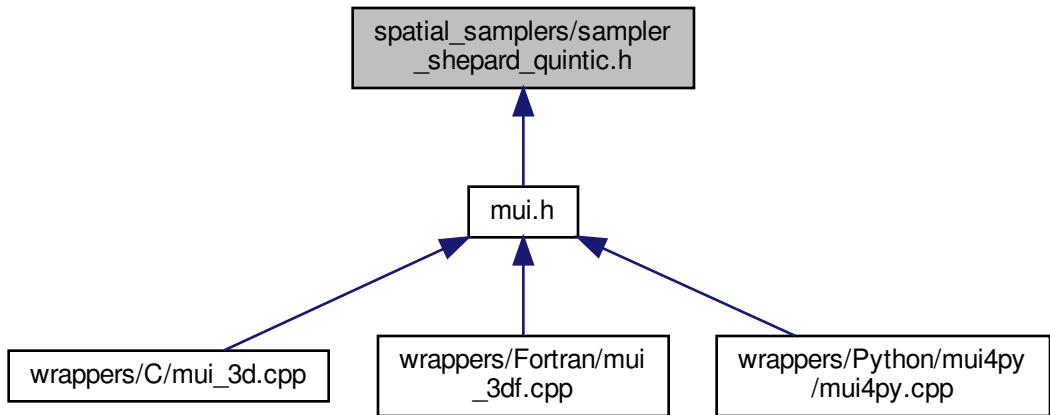 spatial_samplers/sampler
_shepard_quintic.h
mui.h
wrappers/C/mui_3d.cpp
wrappers/Fortran/mui
_3df.cpp
wrappers/Python/mui4py
/mui4py.cpp